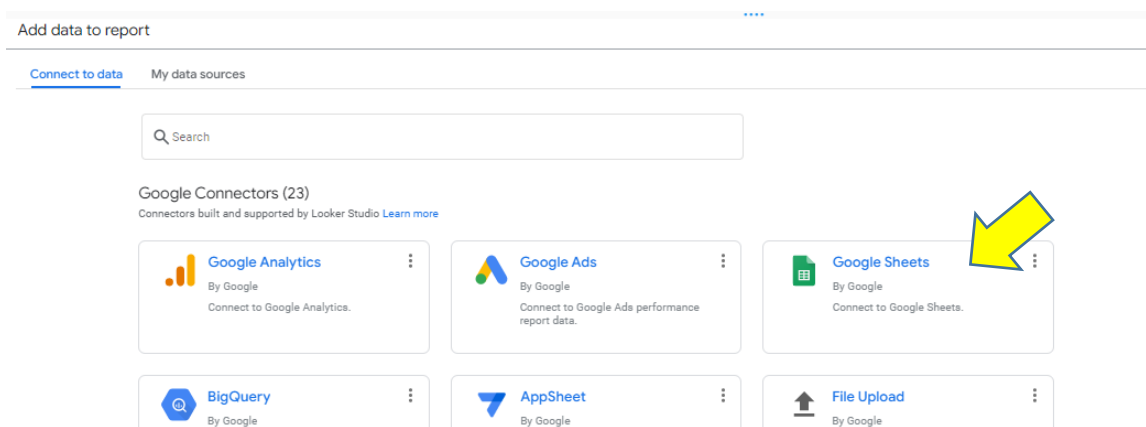 Add data to report
Connect to data
My data sources
Search
Google Connectors (23)
Connectors built and supported by Looker Studio Learn more
Google Analytics
By Google
Connect to Google Analytics.
Google Ads
By Google
Connect to Google Ads performance
report data.
Google Sheets
By Google
Connect to Google Sheets.
BigQuery
By Google
AppSheet
By Google
File Upload
By Google